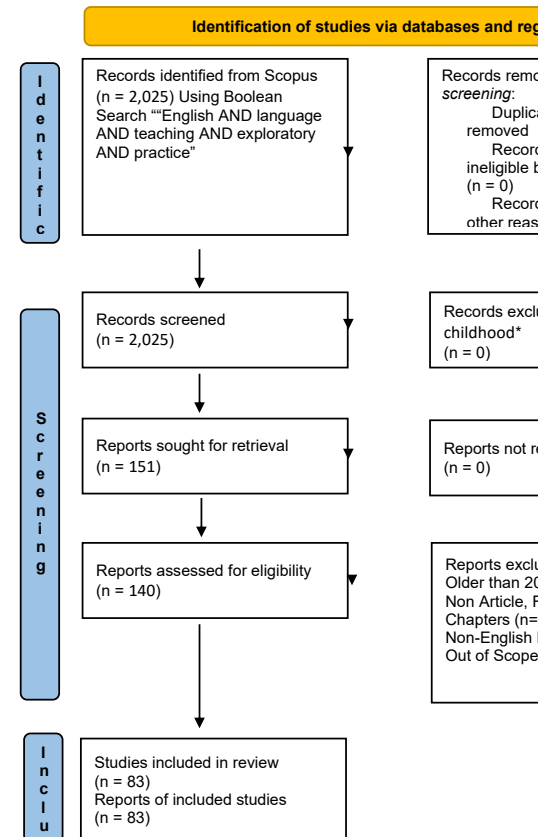 Identification of studies via databases and reg
Identific
Records identified from Scopus
(n = 2,025) Using Boolean
Search ““English AND language
AND teaching AND exploratory
AND practice”
Records remo
screening:
Duplica
removed
Record
ineligible b
(n = 0)
Record
other reas
Screening
Records screened
(n = 2,025)
Records exclu
childhood*
(n = 0)
Reports sought for retrieval
(n = 151)
Reports not re
(n = 0)
Reports assessed for eligibility
(n = 140)
Reports exclu
Older than 20
Non Article, F
Chapters (n=
Non-English
Out of Scope
Inclu
Studies included in review
(n = 83)
Reports of included studies
(n = 83)